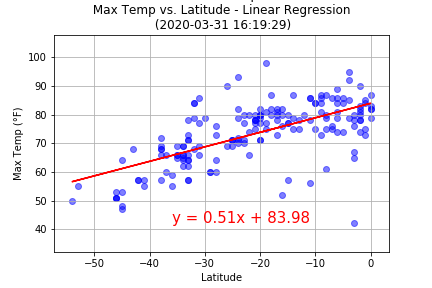 Max Temp vs. Latitude - Linear Regression
(2020-03-31 16:19:29)
100
90
80
70
60
50
40
Max Temp (°F)
y = 0.51x + 83.98
−50 −40 −30 −20 −10 0
Latitude